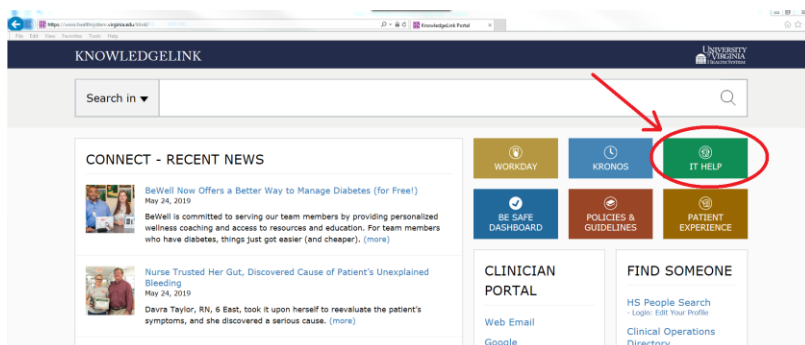 https://www.healthsystem.virginia.edu/
KnowledgeLink Portal
File Edit View Favorites Tools Help
KNOWLEDGELINK
UNIVERSITY
of VIRGINIA
HEALTH SYSTEM
Search in
CONNECT - RECENT NEWS
BeWell Now Offers a Better Way to Manage Diabetes (for Free!)
May 24, 2019
BeWell is committed to serving our team members by providing personalized
wellness coaching and access to resources and education. For team members
who have diabetes, things just got easier (and cheaper). (more)
Nurse Trusted Her Gut, Discovered Cause of Patient's Unexplained
Bleeding
May 24, 2019
Davra Taylor, RN, 6 East, took it upon herself to reevaluate the patient's
symptoms, and she discovered a serious cause. (more)
WORKDAY
KRONOS
IT HELP
BE SAFE
DASHBOARD
POLICIES &
GUIDELINES
PATIENT
EXPERIENCE
CLINICIAN
PORTAL
Web Email
Google
FIND SOMEONE
HS People Search
- Login: Edit Your Profile
Clinical Operations
Directory